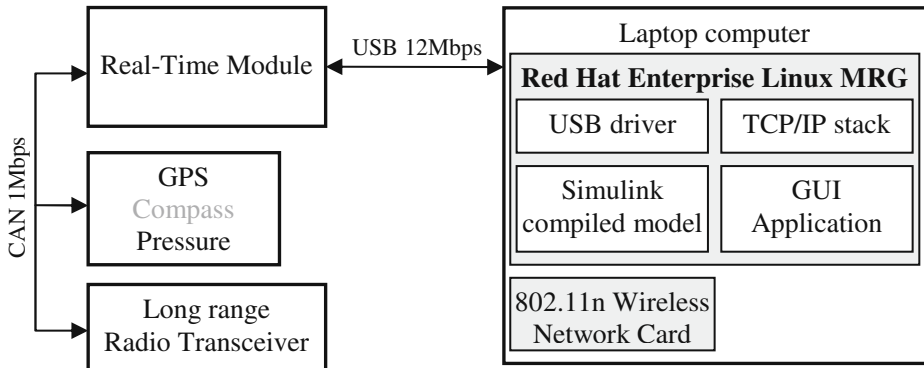 Real-Time Module
USB 12Mbps
CAN 1Mbps
GPS
Compass
Pressure
Long range
Radio Transceiver
Laptop computer
Red Hat Enterprise Linux MRG
USB driver
TCP/IP stack
Simulink
compiled model
GUI
Application
802.11n Wireless
Network Card